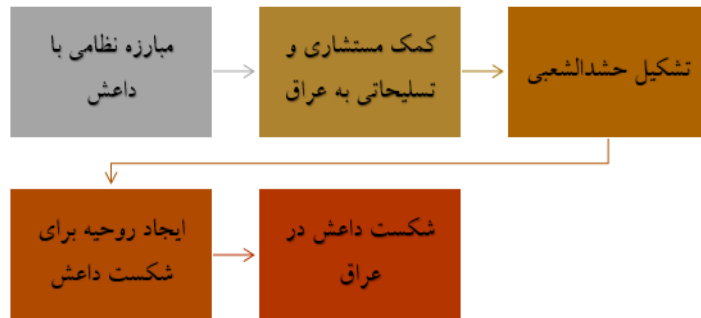 مبارزه نظامی با
داعش
کمک مستشاری و
تسلیحاتی به عراق
تشکیل حشدالشعبی
ایجاد روحیه برای
شکست داعش
شکست داعش در
عراق